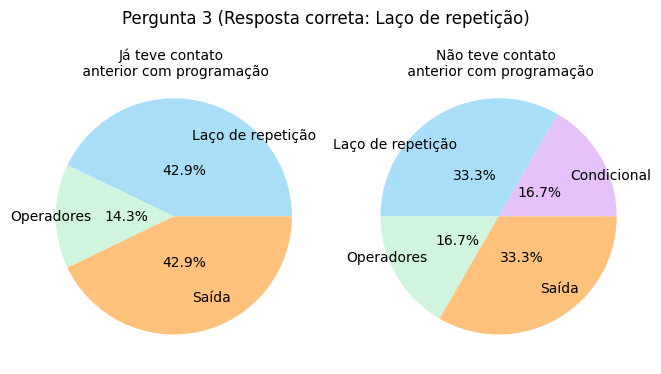 Pergunta 3 (Resposta correta: Laço de repetição)
Já teve contato
anterior com programação
Laço de repetição
42.9%
Operadores
14.3%
42.9%
Saída
Não teve contato
anterior com programação
Laço de repetição
33.3%
Condicional
16.7%
16.7%
Operadores
33.3%
Saída